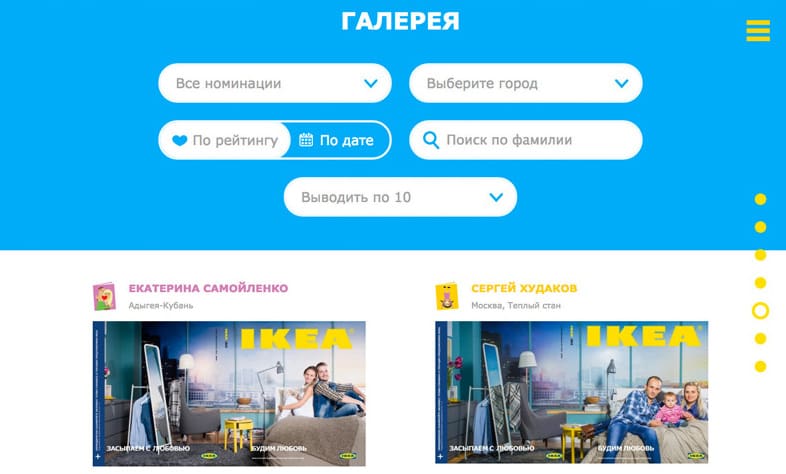 ГАЛЕРЕЯ
Все номинации
Выберите город
По рейтингу
По дате
Поиск по фамилии
Выводить по 10
ЕКАТЕРИНА САМОЙЛЕНКО
Адыгея-Кубань
СЕРГЕЙ ХУДАКОВ
Москва, Теплый стан
IKEA
ЗАСЫПАЕМ С ЛЮБОВЬЮ
БУДИМ ЛЮБОВЬ
IKEA
IKEA
ЗАСЫПАЕМ С ЛЮБОВЬЮ
БУДИМ ЛЮБОВЬ
IKEA